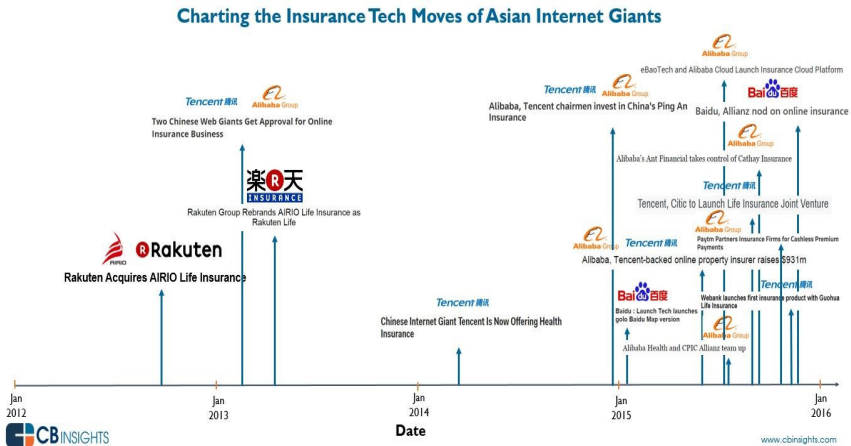 Charting the Insurance Tech Moves of Asian Internet Giants
Alibaba Group
eBaoTech and Alibaba Cloud Launch Insurance Cloud Platform
Tencent 腾讯
Alibaba Group
Two Chinese Web Giants Get Approval for Online
Insurance Business
Tencent 腾讯
Alibaba Group
Alibaba, Tencent chairmen invest in China's Ping An
Insurance
Bai du 百度
Baidu, Allianz nod on online insurance
Alibaba Group
Alibaba's Ant Financial takes control of Cathay Insurance
楽 R 天
INSURANCE
Rakuten Group Rebrands AIRIO Life Insurance as
Rakuten Life
Tencent 腾讯
Tencent, Citic to Launch Life Insurance Joint Venture
AIRIO
R Rakuten
Rakuten Acquires AIRIO Life Insurance
Alibaba Group
Tencent 腾讯
Alibaba, Tencent-backed online property insurer raises $931m
Alibaba Group
Paytm Partners Insurance Firms for Cashless Premium
Payments
Tencent 腾讯
Chinese Internet Giant Tencent Is Now Offering Health
Insurance
Bai du 百度
Baidu : Launch Tech launches
golo Baidu Map version
Tencent 腾讯
Webank launches first insurance product with Guohua
Life Insurance
Alibaba Group
Alibaba Health and CPIC Allianz team up
Jan
2012
Jan
2013
Jan
2014
Jan
2015
Jan
2016
Date
CBINSIGHTS
www.cbinsights.com